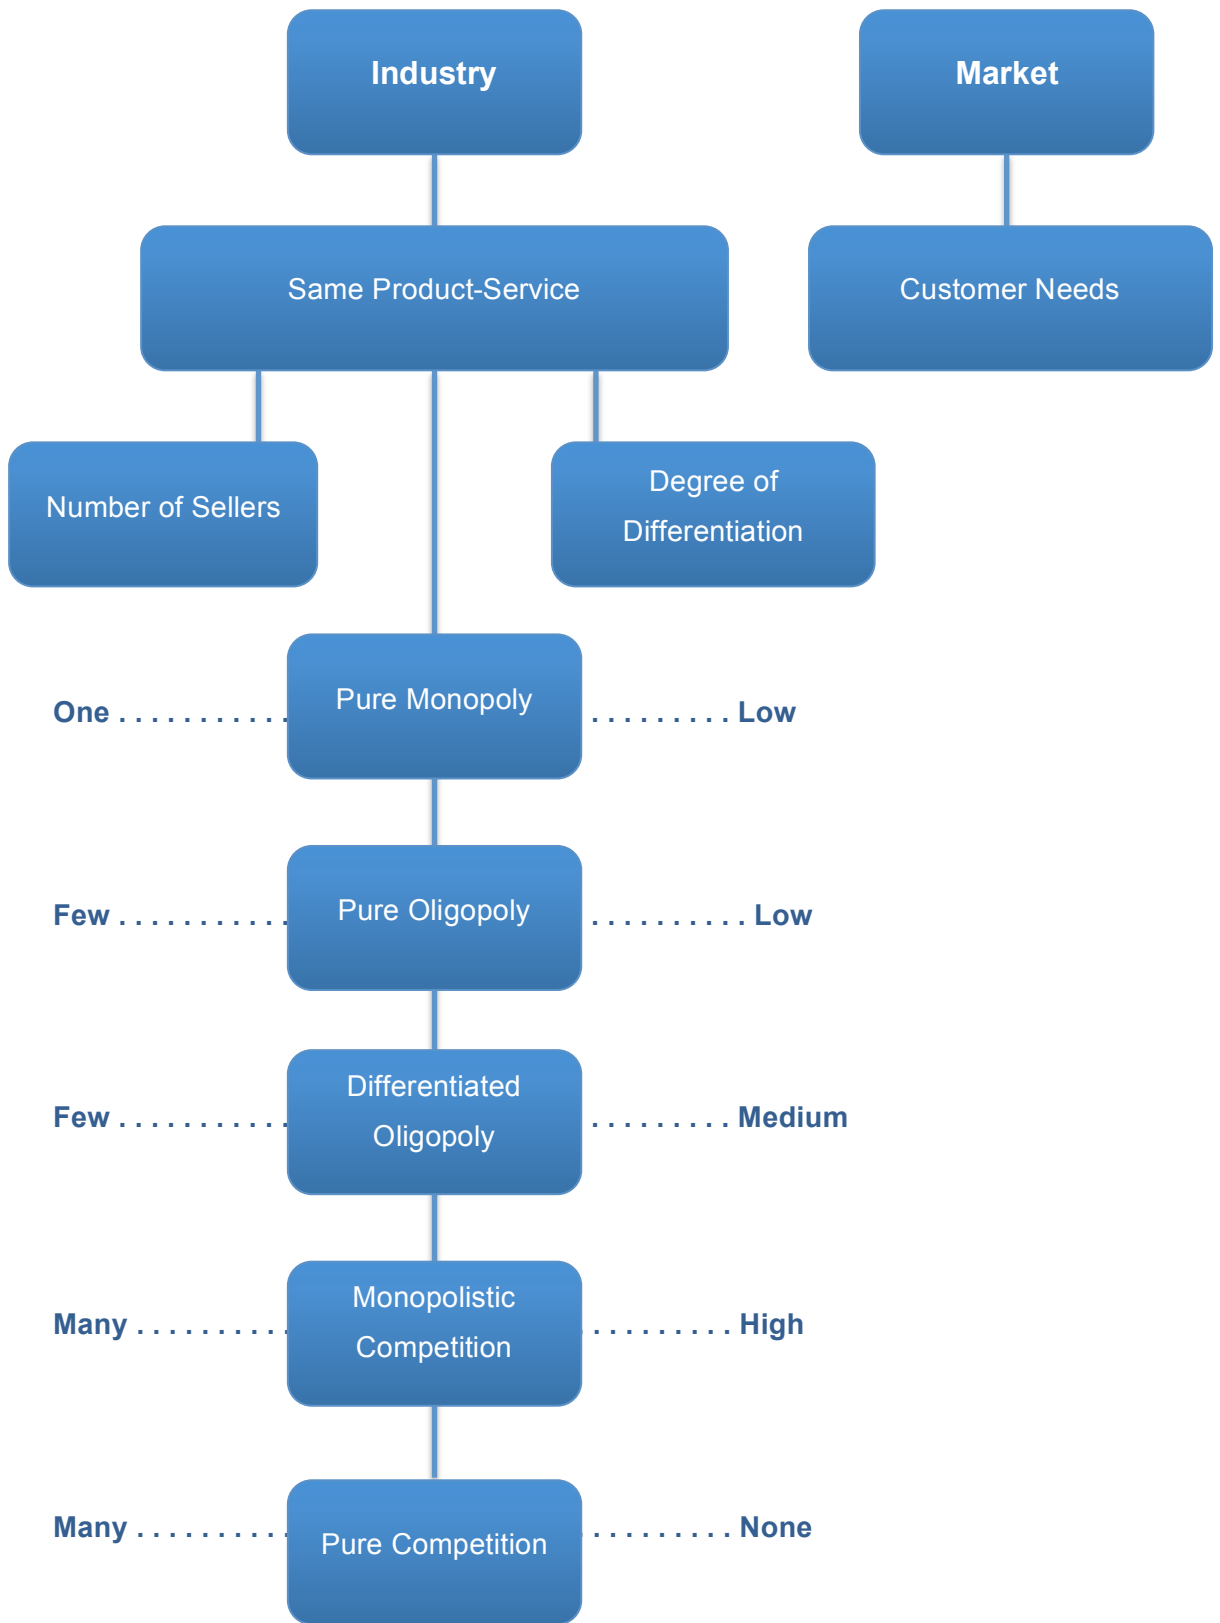 Industry
Market
Same Product-Service
Customer Needs
Number of Sellers
Degree of
Differentiation
One . . . . . . . . . . . Pure Monopoly . . . . . . . . . Low
Few . . . . . . . . . . . Pure Oligopoly . . . . . . . . . . Low
Differentiated
Few . . . . . . . . . . . . . . . . . . . . Medium
Oligopoly
Monopolistic
Many . . . . . . . . . . . . . . . . . . . . High
Competition
Many . . . . . . . . . . Pure Competition . . . . . . . . . . None